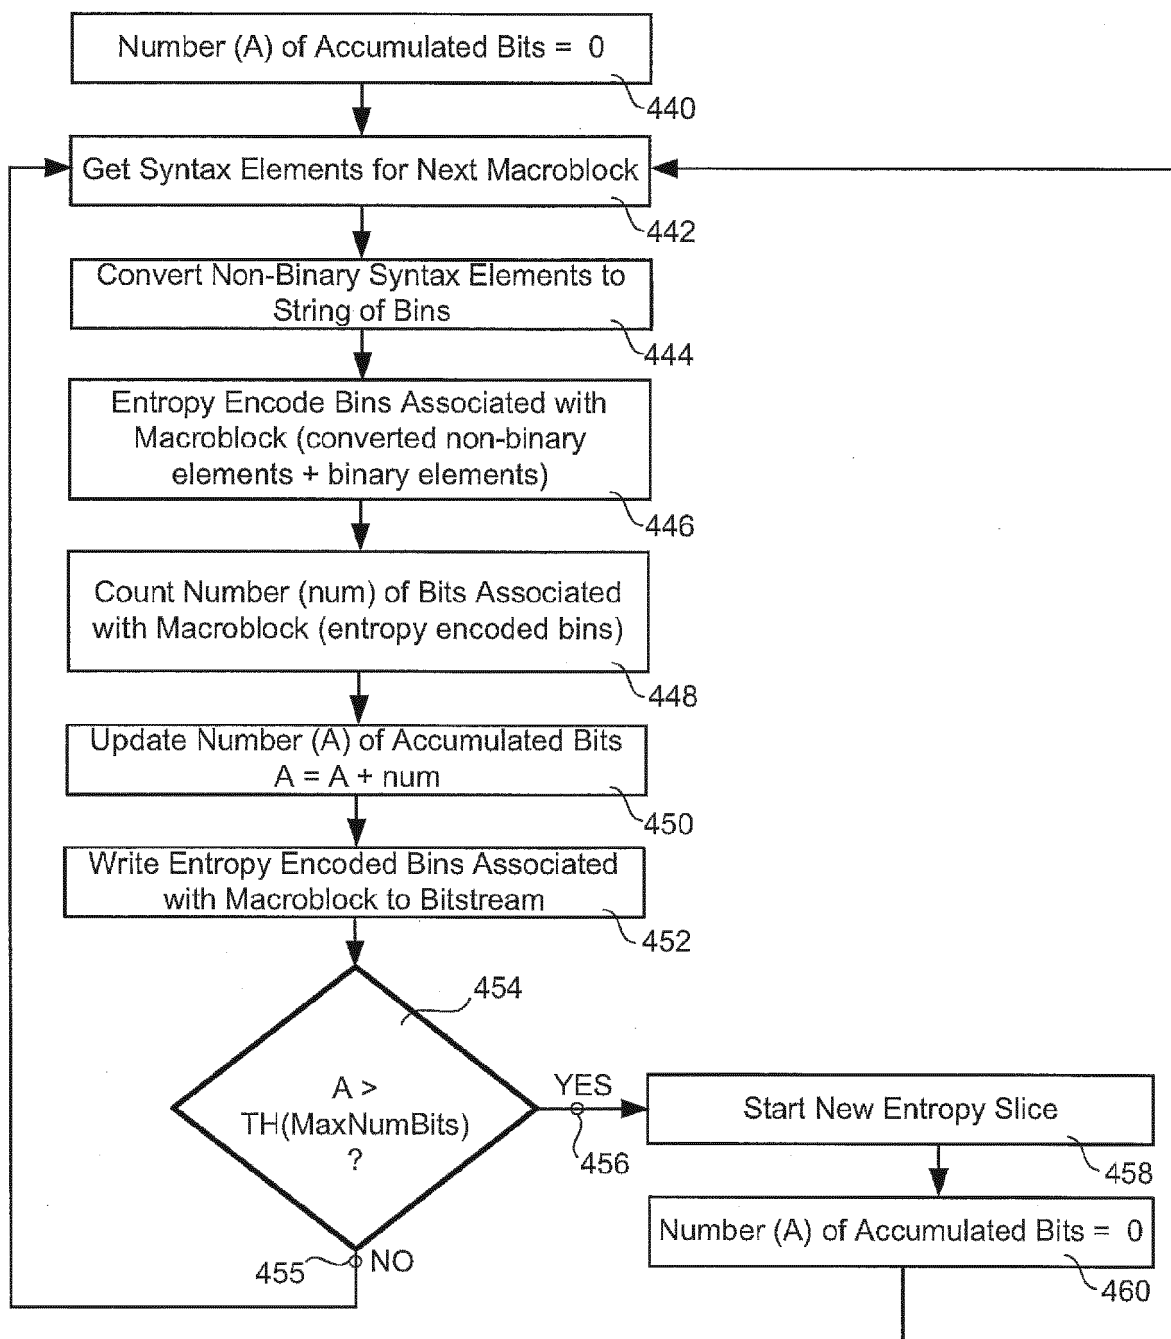 Number (A) of Accumulated Bits = 0
440
Get Syntax Elements for Next Macroblock
442
Convert Non-Binary Syntax Elements to
String of Bins
444
Entropy Encode Bins Associated with
Macroblock (converted non-binary
elements + binary elements)
446
Count Number (num) of Bits Associated
with Macroblock (entropy encoded bins)
448
Update Number (A) of Accumulated Bits
A = A + num
450
Write Entropy Encoded Bins Associated
with Macroblock to Bitstream
452
454
A >
TH(MaxNumBits)
?
YES
456
Start New Entropy Slice
458
Number (A) of Accumulated Bits = 0
460
455
NO